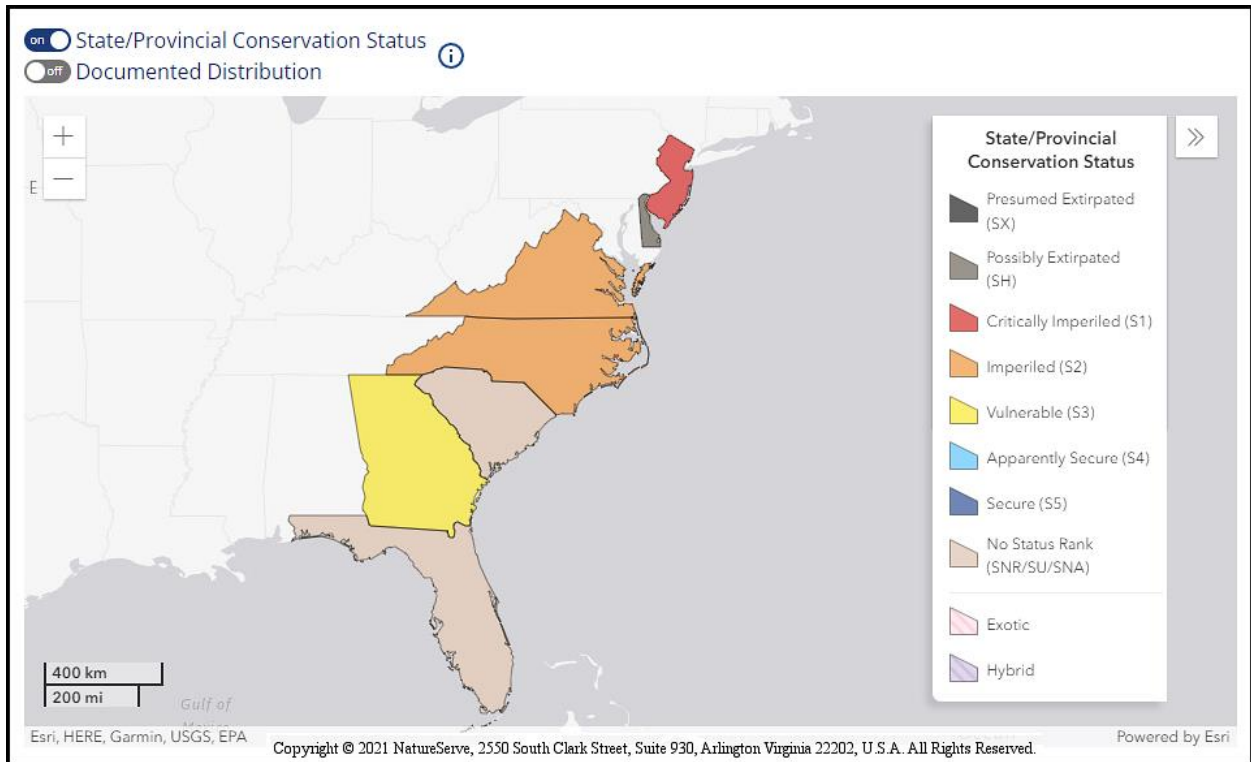 on State/Provincial Conservation Status
off Documented Distribution
i
+
−
E
State/Provincial
Conservation Status
Presumed Extirpated
(SX)
Possibly Extirpated
(SH)
Critically Imperiled (S1)
Imperiled (S2)
Vulnerable (S3)
Apparently Secure (S4)
Secure (S5)
No Status Rank
(SNR/SU/SNA)
Exotic
Hybrid
400 km
200 mi
Gulf of
Esri, HERE, Garmin, USGS, EPA
Copyright © 2021 NatureServe, 2550 South Clark Street, Suite 930, Arlington Virginia 22202, U.S.A. All Rights Reserved.
Powered by Esri